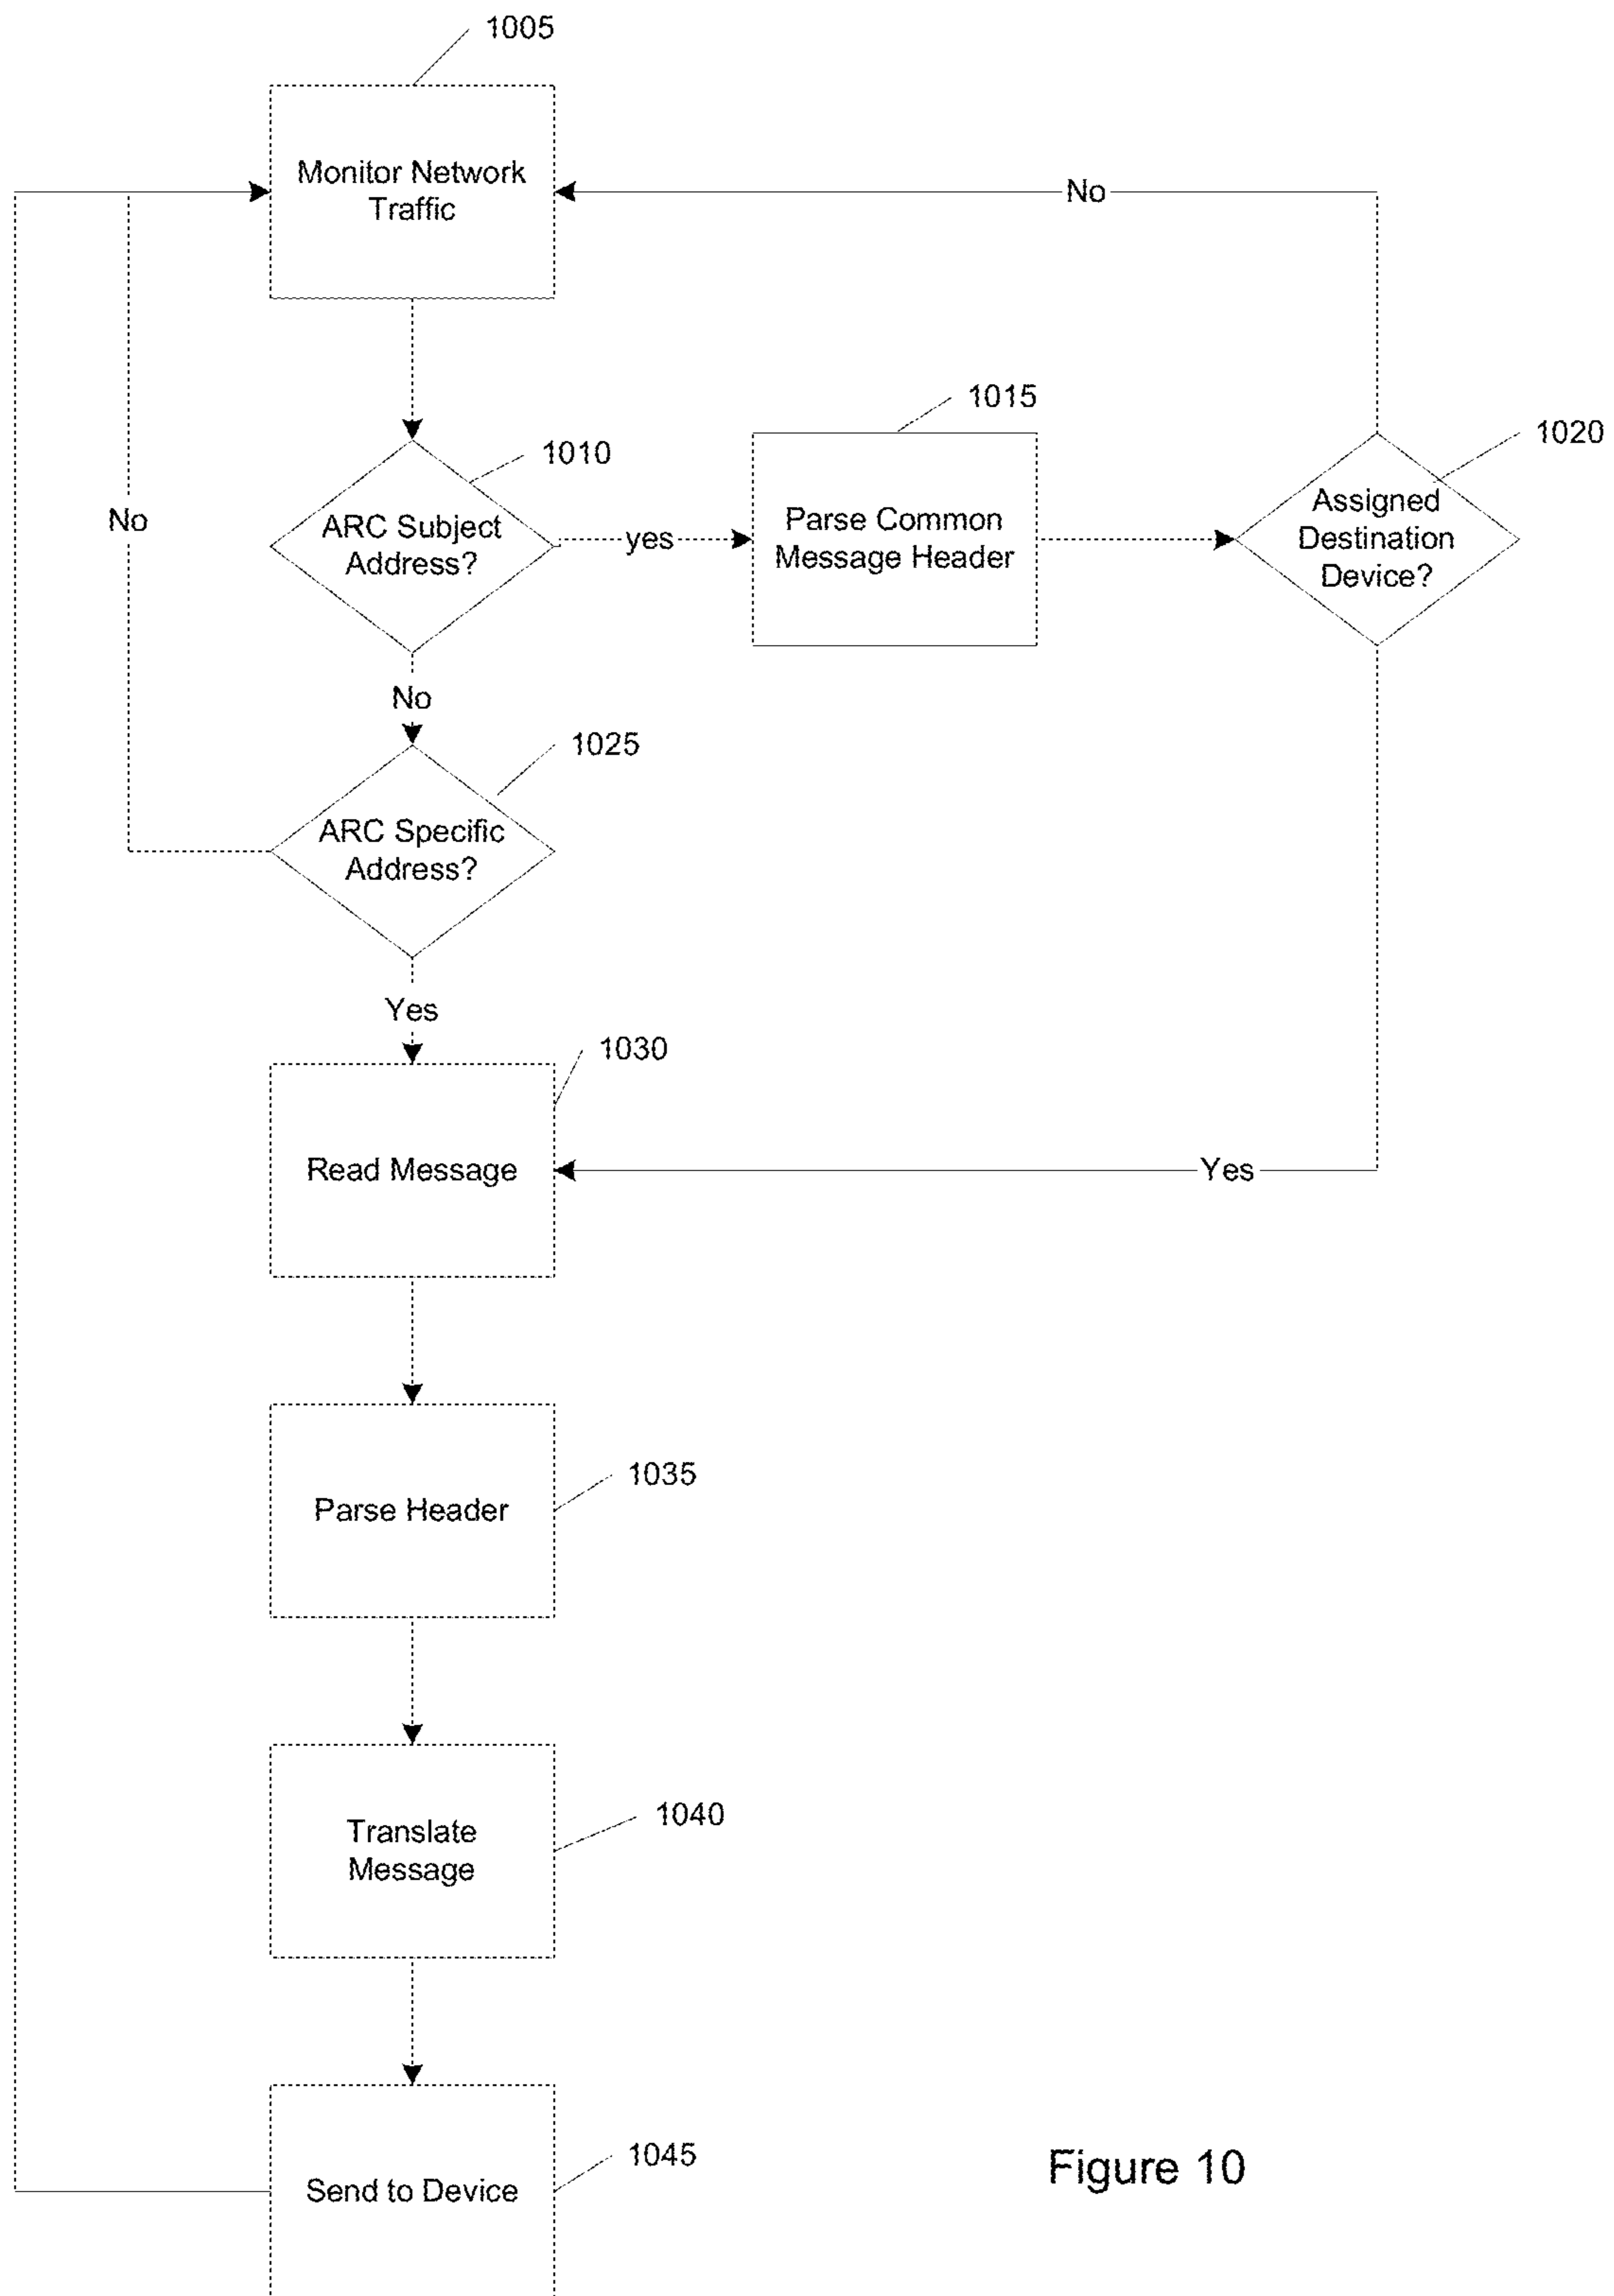 1005
Monitor Network
Traffic
No
1015
1010
1020
ARC Subject
Address?
yes
Parse Common
Message Header
Assigned
Destination
Device?
No
No
1025
ARC Specific
Address?
Yes
1030
Read Message
Yes
1035
Parse Header
1040
Translate
Message
1045
Send to Device
Figure 10